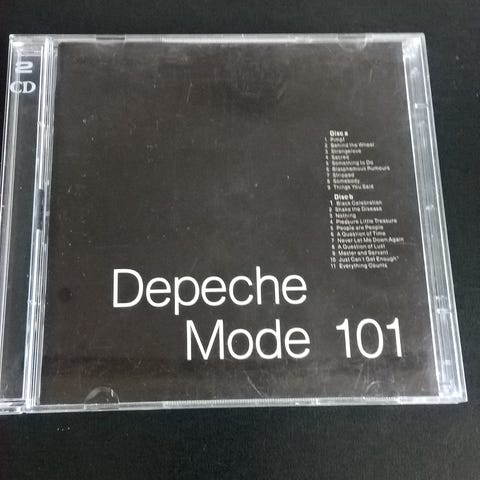 2
CD
Disc a
1 Pimpf
2 Behind the Wheel
3 Strangelove
4 Sacred
5 Something to Do
6 Blasphemous Rumours
7 Stripped
8 Somebody
9 Things You Said
Disc b
1 Black Celebration
2 Shake the Disease
3 Nothing
4 Pleasure Little Treasure
5 People are People
6 A Question of Time
7 Never Let Me Down Again
8 A Question of Lust
9 Master and Servant
10 Just Can't Get Enough*
11 Everything Counts
Depeche
Mode 101